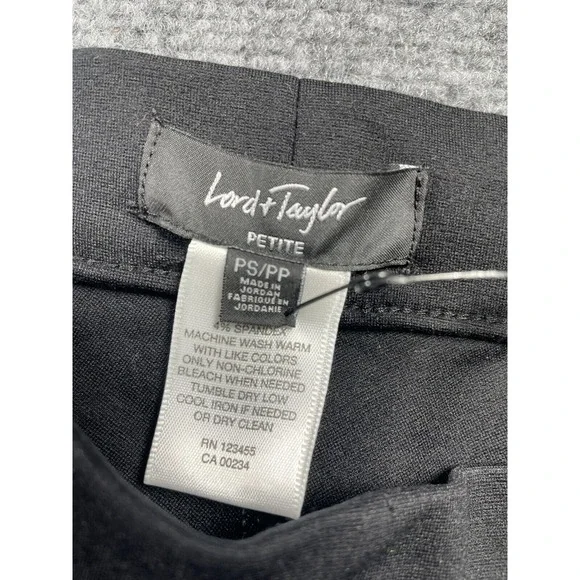 Lord + Taylor
PETITE
PS/PP
MADE IN
JORDAN
FABRIQUÉ EN
JORDANIE
4% SPANDEX
MACHINE WASH WARM
WITH LIKE COLORS
ONLY NON-CHLORINE
BLEACH WHEN NEEDED
TUMBLE DRY LOW
COOL IRON IF NEEDED
OR DRY CLEAN
RN 123455
CA 00234